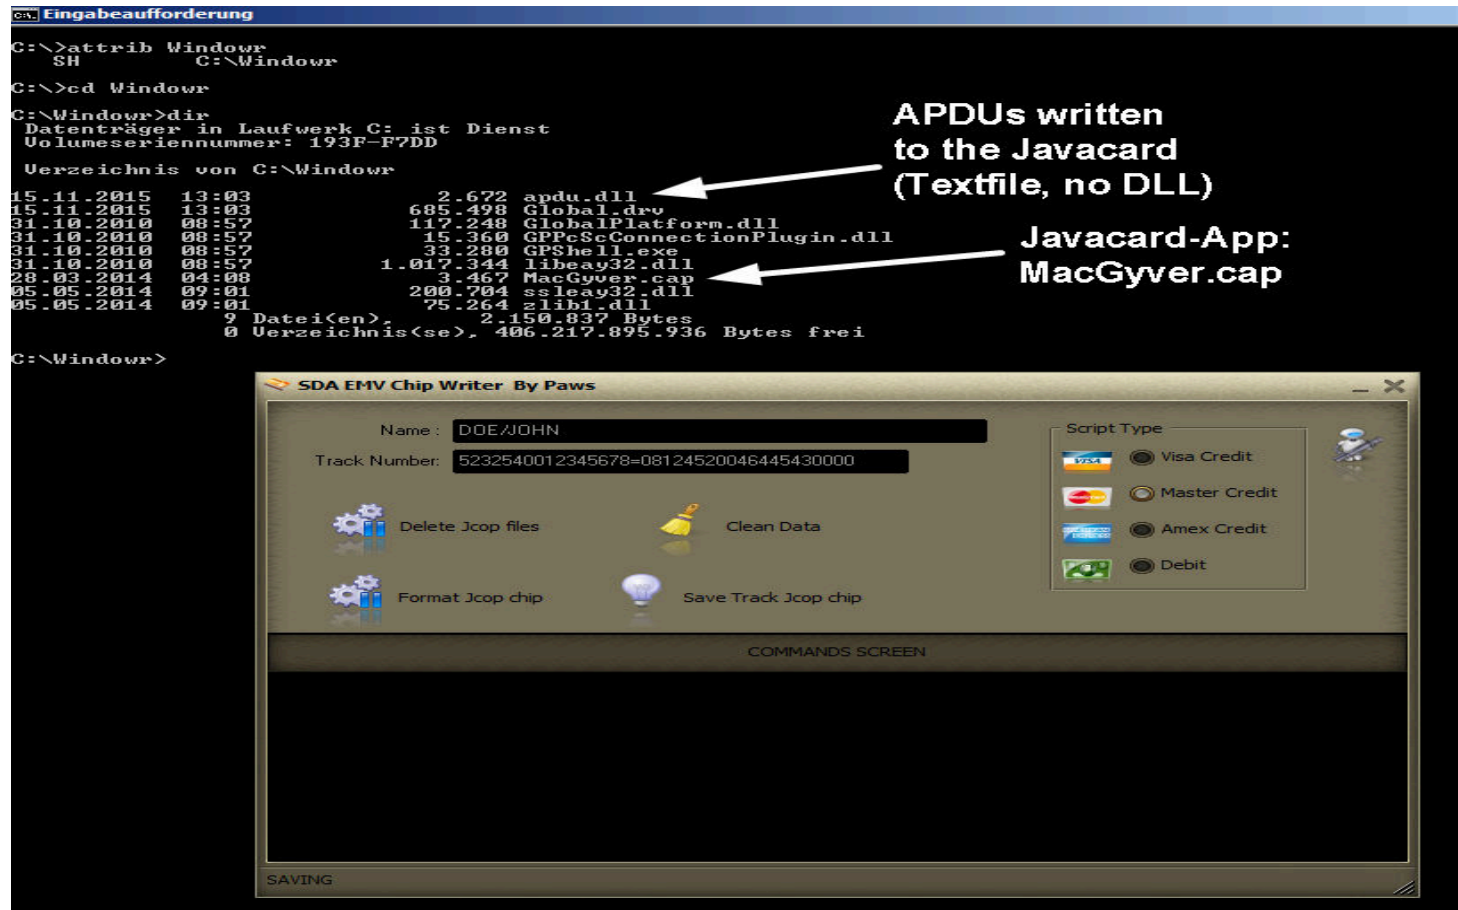 Eingabeaufforderung
C:\>attrib Windowr
SH C:\Windowr
C:\>cd Windowr
C:\Windowr>dir
Datenträger in Laufwerk C: ist Dienst
Volumeseriennummer: 193F-F7DD
Verzeichnis von C:\Windowr
15.11.2015 13:03 2.672 apdu.dll
15.11.2015 13:03 685.498 Global.drv
31.10.2010 08:57 117.248 GlobalPlatform.dll
31.10.2010 08:57 15.360 GPPcScConnectionPlugin.dll
31.10.2010 08:57 33.280 GPShell.exe
31.10.2010 08:57 1.017.344 libeay32.dll
28.03.2014 04:08 3.467 MacGyver.cap
05.05.2014 09:01 200.704 ssleay32.dll
05.05.2014 09:01 75.264 zlib1.dll
9 Datei(en), 2.150.837 Bytes
0 Verzeichnis(se), 406.217.895.936 Bytes frei
C:\Windowr>
APDUs written
to the Javacard
(Textfile, no DLL)
Javacard-App:
MacGyver.cap
SDA EMV Chip Writer By Paws
Name : DOE/JOHN
Track Number: 5232540012345678=08124520046445430000
Delete Jcop files
Clean Data
Format Jcop chip
Save Track Jcop chip
Script Type
VISA Visa Credit
Master Credit
Amex Credit
Debit
COMMANDS SCREEN
SAVING